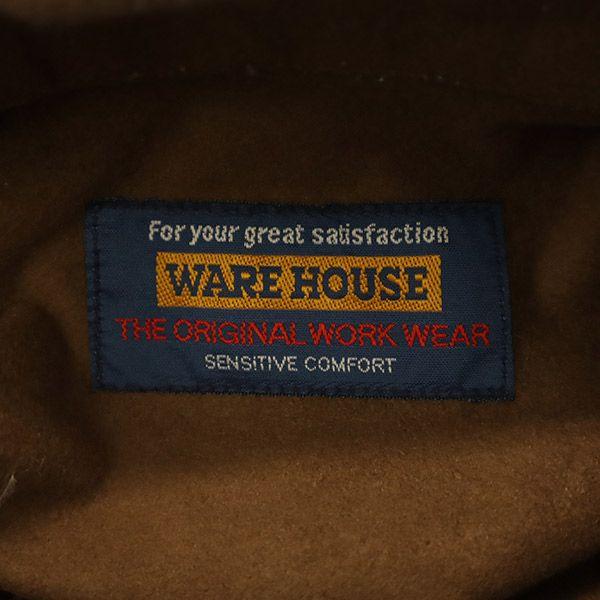 For your great satisfaction
WARE HOUSE
THE ORIGINAL WORK WEAR
SENSITIVE COMFORT